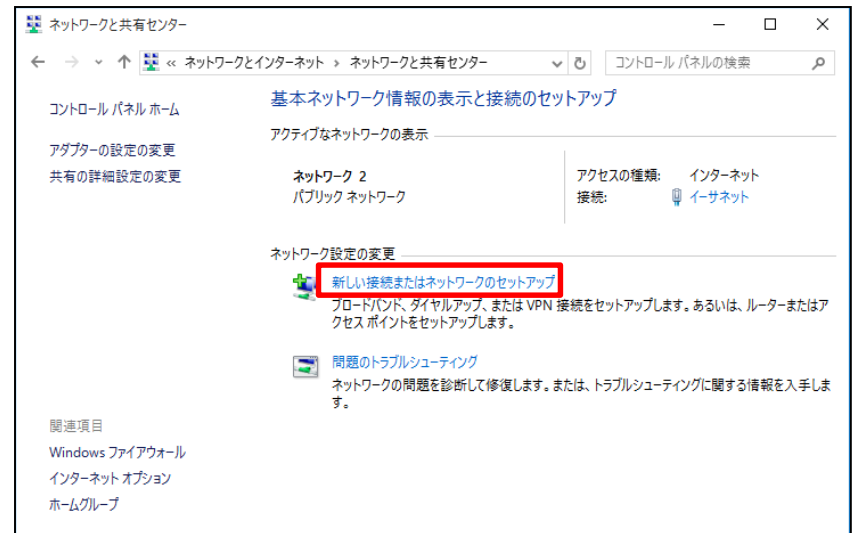 ネットワークと共有センター
« ネットワークとインターネット › ネットワークと共有センター
コントロール パネルの検索
コントロール パネル ホーム
アダプターの設定の変更
共有の詳細設定の変更
基本ネットワーク情報の表示と接続のセットアップ
アクティブなネットワークの表示
ネットワーク 2
パブリック ネットワーク
アクセスの種類: インターネット
接続: イーサネット
ネットワーク設定の変更
新しい接続またはネットワークのセットアップ
ブロードバンド、ダイヤルアップ、または VPN 接続をセットアップします。あるいは、ルーターまたはア
クセス ポイントをセットアップします。
問題のトラブルシューティング
ネットワークの問題を診断して修復します。または、トラブルシューティングに関する情報を入手しま
す。
関連項目
Windows ファイアウォール
インターネット オプション
ホームグループ